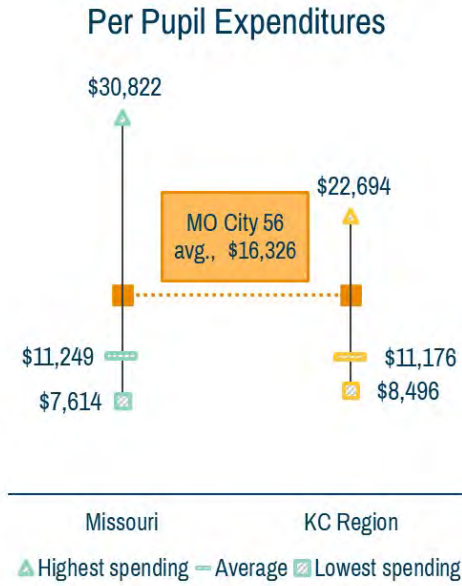 Per Pupil Expenditures
$30,822
$22,694
MO City 56
avg., $16,326
$11,249
$11,176
$7,614
$8,496
Missouri
KC Region
Highest spending
Average
Lowest spending